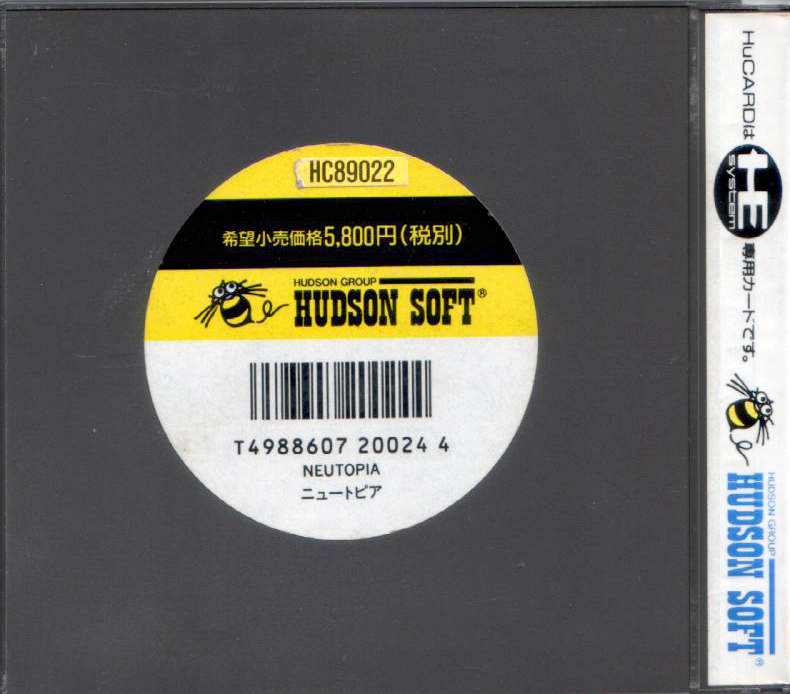 HC89022
希望小売価格5,800円(税別)
HUDSON GROUP
HUDSON SOFT®
T4988607 20024 4
NEUTOPIA
ニュートピア
HuCARDは
HE
system
専用カードです。
HUDSON GROUP
HUDSON SOFT®